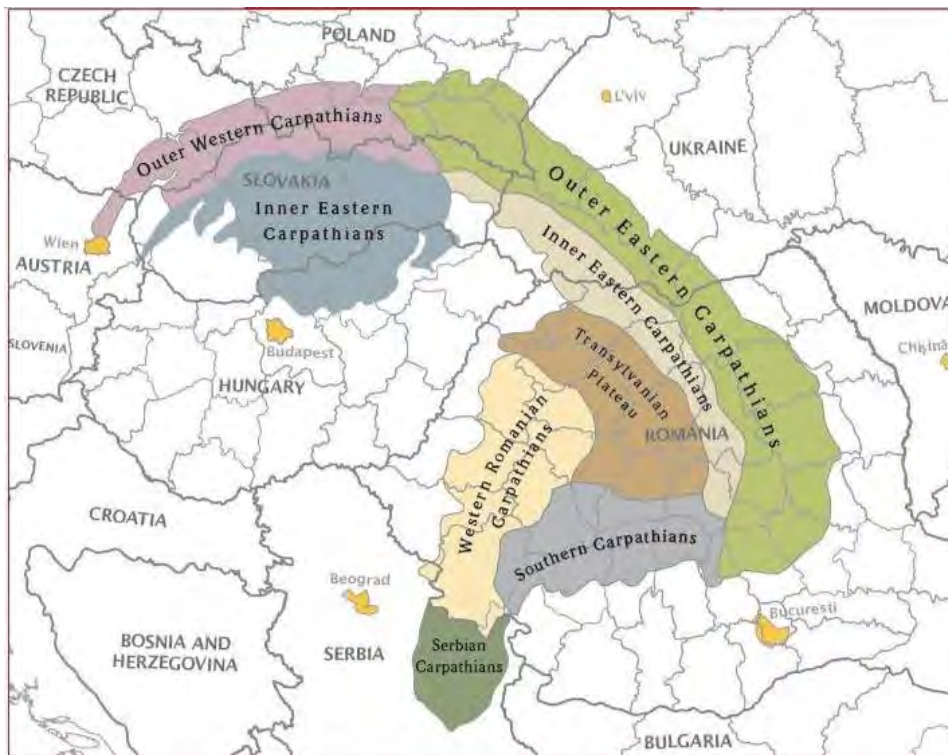 POLAND
CZECH
REPUBLIC
L'viv
UKRAINE
Outer Western Carpathians
SLOVAKIA
Inner Eastern
Carpathians
Outer Eastern Carpathians
Inner Eastern Carpathians
Wien
AUSTRIA
MOLDOVA
SLOVENIA
Budapest
HUNGARY
Chişină
Transylvanian
Plateau
ROMANIA
Western Romanian
Carpathians
CROATIA
Southern Carpathians
Beograd
Bucuresti
BOSNIA AND
HERZEGOVINA
SERBIA
Serbian
Carpathians
BULGARIA